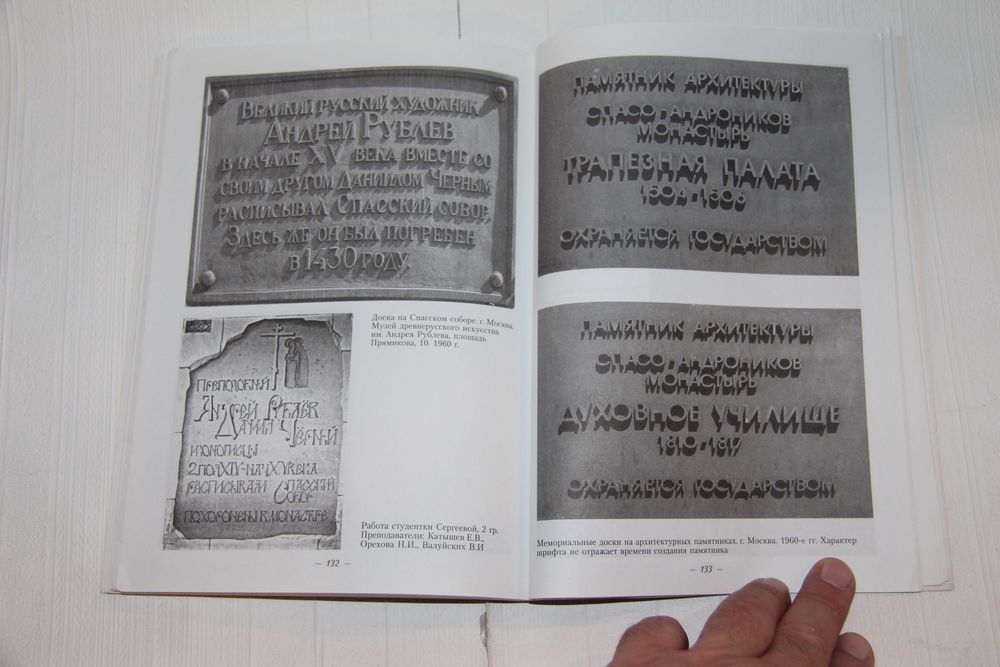 Великий русский художник
Андрей Рублев
в начале XV века вместе со
своим другом Даниилом Черным
расписывал Спасский собор.
Здесь же он был погребен
в 1430 году.
Доска на Спасском соборе. г. Москва.
Музей древнерусского искусства
им. Андрея Рублева, площадь
Прямикова, 10. 1960 г.
Преподобный
Андрей Рублёв
Даниил Чёрный
иконописцы
2 пол XIV - нач XV века
расписывали Спасский
Собор
похоронены в монастыре
Работа студентки Сергеевой, 2 гр.
Преподаватели: Катышев Е.В.,
Орехова Н.И., Валуйских В.И
– 132 –
ПАМЯТНИК АРХИТЕКТУРЫ
СПАСО-АНДРОНИКОВ
МОНАСТЫРЬ
ТРАПЕЗНАЯ ПАЛАТА
1504-1506
ОХРАНЯЕТСЯ ГОСУДАРСТВОМ
ПАМЯТНИК АРХИТЕКТУРЫ
СПАСО-АНДРОНИКОВ
МОНАСТЫРЬ
ДУХОВНОЕ УЧИЛИЩЕ
1810-1817
ОХРАНЯЕТСЯ ГОСУДАРСТВОМ
Мемориальные доски на архитектурных памятниках. г. Москва. 1960-е гг. Характер
шрифта не отражает времени создания памятника
– 133 –